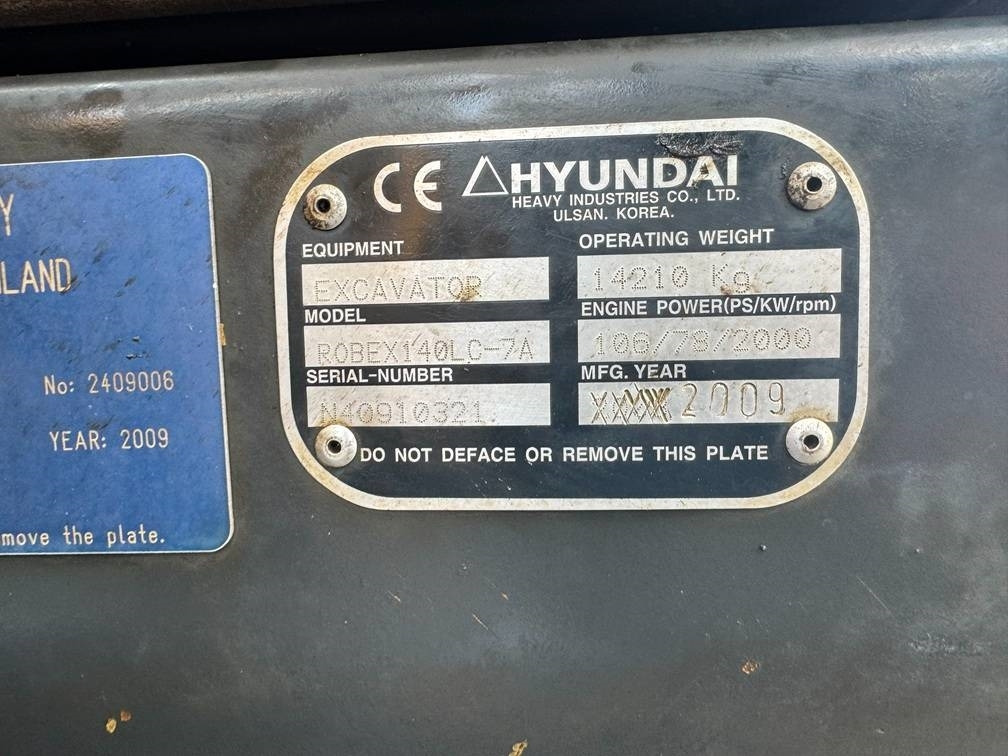 Y
LAND
No: 2409006
YEAR: 2009
move the plate.
CE HYUNDAI
HEAVY INDUSTRIES CO., LTD.
ULSAN. KOREA.
EQUIPMENT
EXCAVATOR
MODEL
ROBEX140LC-7A
SERIAL-NUMBER
N40910321
OPERATING WEIGHT
14210 Kg
ENGINE POWER(PS/KW/rpm)
106/78/2000
MFG. YEAR
2009
DO NOT DEFACE OR REMOVE THIS PLATE